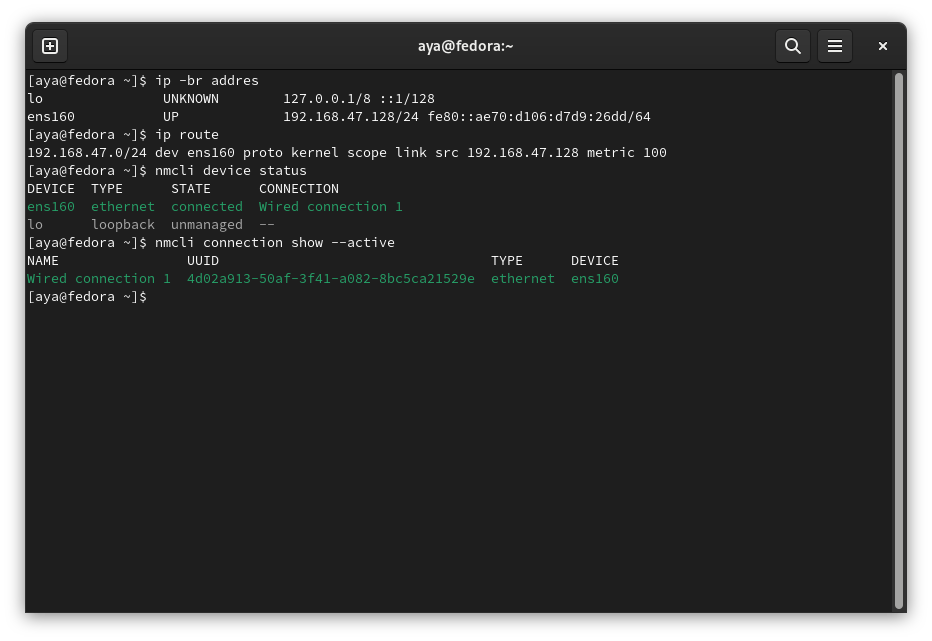 aya@fedora:~
[aya@fedora ~]$ ip -br addres
lo               UNKNOWN        127.0.0.1/8 ::1/128
ens160           UP             192.168.47.128/24 fe80::ae70:d106:d7d9:26dd/64
[aya@fedora ~]$ ip route
192.168.47.0/24 dev ens160 proto kernel scope link src 192.168.47.128 metric 100
[aya@fedora ~]$ nmcli device status
DEVICE  TYPE      STATE      CONNECTION
ens160  ethernet  connected  Wired connection 1
lo      loopback  unmanaged  --
[aya@fedora ~]$ nmcli connection show --active
NAME                UUID                                  TYPE      DEVICE
Wired connection 1  4d02a913-50af-3f41-a082-8bc5ca21529e  ethernet  ens160
[aya@fedora ~]$